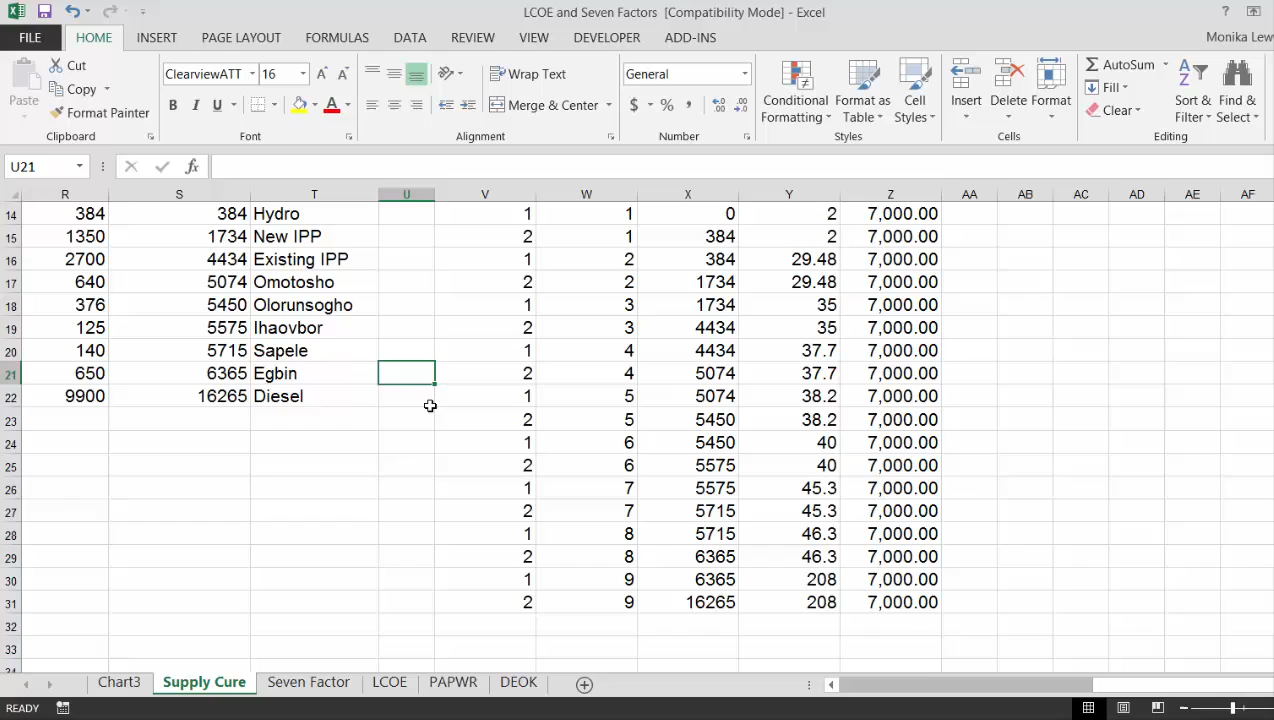 LCOE and Seven Factors [Compatibility Mode] - Excel
?
FILE HOME INSERT PAGE LAYOUT FORMULAS DATA REVIEW VIEW DEVELOPER ADD-INS Monika Lew
Paste
Cut
Copy
Format Painter
Clipboard
ClearviewATT 16
B I U
Font
Wrap Text
Merge & Center
Alignment
General
$ % ,
Number
Conditional Formatting
Format as Table
Cell Styles
Styles
Insert Delete Format
Cells
AutoSum
Fill
Clear
Sort & Filter
Find & Select
Editing
U21 fx
R S T U V W X Y Z AA AB AC AD AE AF
14 384 384 Hydro 1 1 0 2 7,000.00
15 1350 1734 New IPP 2 1 384 2 7,000.00
16 2700 4434 Existing IPP 1 2 384 29.48 7,000.00
17 640 5074 Omotosho 2 2 1734 29.48 7,000.00
18 376 5450 Olorunsogho 1 3 1734 35 7,000.00
19 125 5575 Ihaovbor 2 3 4434 35 7,000.00
20 140 5715 Sapele 1 4 4434 37.7 7,000.00
21 650 6365 Egbin 2 4 5074 37.7 7,000.00
22 9900 16265 Diesel 1 5 5074 38.2 7,000.00
23 2 5 5450 38.2 7,000.00
24 1 6 5450 40 7,000.00
25 2 6 5575 40 7,000.00
26 1 7 5575 45.3 7,000.00
27 2 7 5715 45.3 7,000.00
28 1 8 5715 46.3 7,000.00
29 2 8 6365 46.3 7,000.00
30 1 9 6365 208 7,000.00
31 2 9 16265 208 7,000.00
32
33
34
Chart3 Supply Cure Seven Factor LCOE PAPWR DEOK
READY